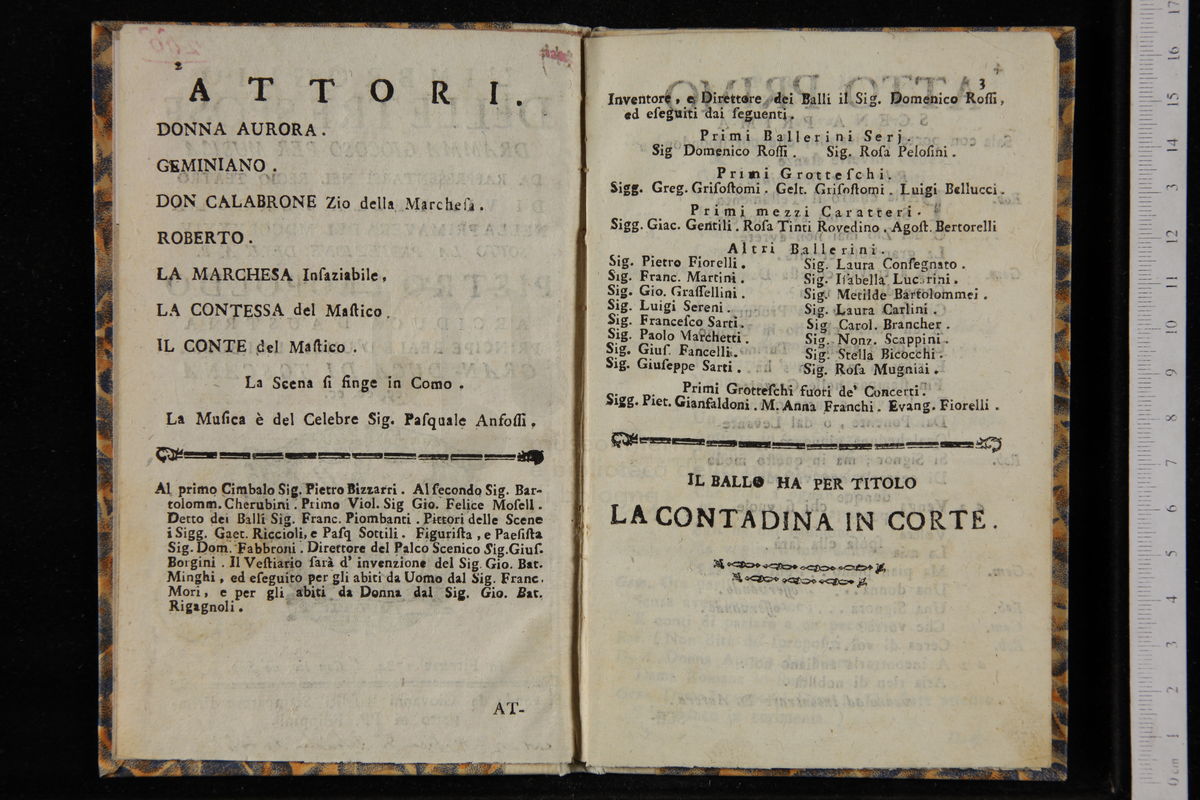 2
ATTORI.
DONNA AURORA.
GEMINIANO.
DON CALABRONE Zio della Marchesa.
ROBERTO.
LA MARCHESA Insaziabile,
LA CONTESSA del Mastico.
IL CONTE del Mastico.
La Scena si finge in Como.
La Musica è del Celebre Sig. Pasquale Anfossi.
Al primo Cimbalo Sig. Pietro Bizzarri. Al secondo Sig. Bar-
tolomm. Cherubini. Primo Viol. Sig Gio. Felice Mosell.
Detto dei Balli Sig. Franc. Piombanti. Pittori delle Scene
i Sigg. Gaet. Riccioli, e Pasq Sottili. Figurista, e Paesista
Sig. Dom. Fabbroni. Direttore del Palco Scenico Sig. Gius.
Borgini. Il Vestiario sarà d' invenzione del Sig. Gio. Bat.
Minghi, ed eseguito per gli abiti da Uomo dal Sig. Franc.
Mori, e per gli abiti da Donna dal Sig. Gio. Bat.
Rigagnoli.
AT-
3
Inventore, e Direttore dei Balli il Sig. Domenico Rossi,
ed eseguiti dai seguenti.
Primi Ballerini Serj.
Sig Domenico Rossi. Sig. Rosa Pelosini.
Primi Grotteschi.
Sigg. Greg. Grisostomi. Gelt. Grisostomi. Luigi Bellucci.
Primi mezzi Caratteri.
Sigg. Giac. Gentili. Rosa Tinti Rovedino. Agost. Bertorelli
Altri Ballerini.
Sig. Pietro Fiorelli. Sig. Laura Consegnato.
Sig. Franc. Martini. Sig. Isabella Lucarini.
Sig. Gio. Grassellini. Sig. Metilde Bartolommei.
Sig. Luigi Sereni. Sig. Laura Carlini.
Sig. Francesco Sarti. Sig Carol. Brancher.
Sig. Paolo Marchetti. Sig. Nonz. Scappini.
Sig. Gius. Fancelli. Sig. Stella Bicocchi.
Sig. Giuseppe Sarti. Sig. Rosa Mugniai.
Primi Grotteschi fuori de' Concerti.
Sigg. Piet. Gianfaldoni. M. Anna Franchi. Evang. Fiorelli.
IL BALLO HA PER TITOLO
LA CONTADINA IN CORTE.